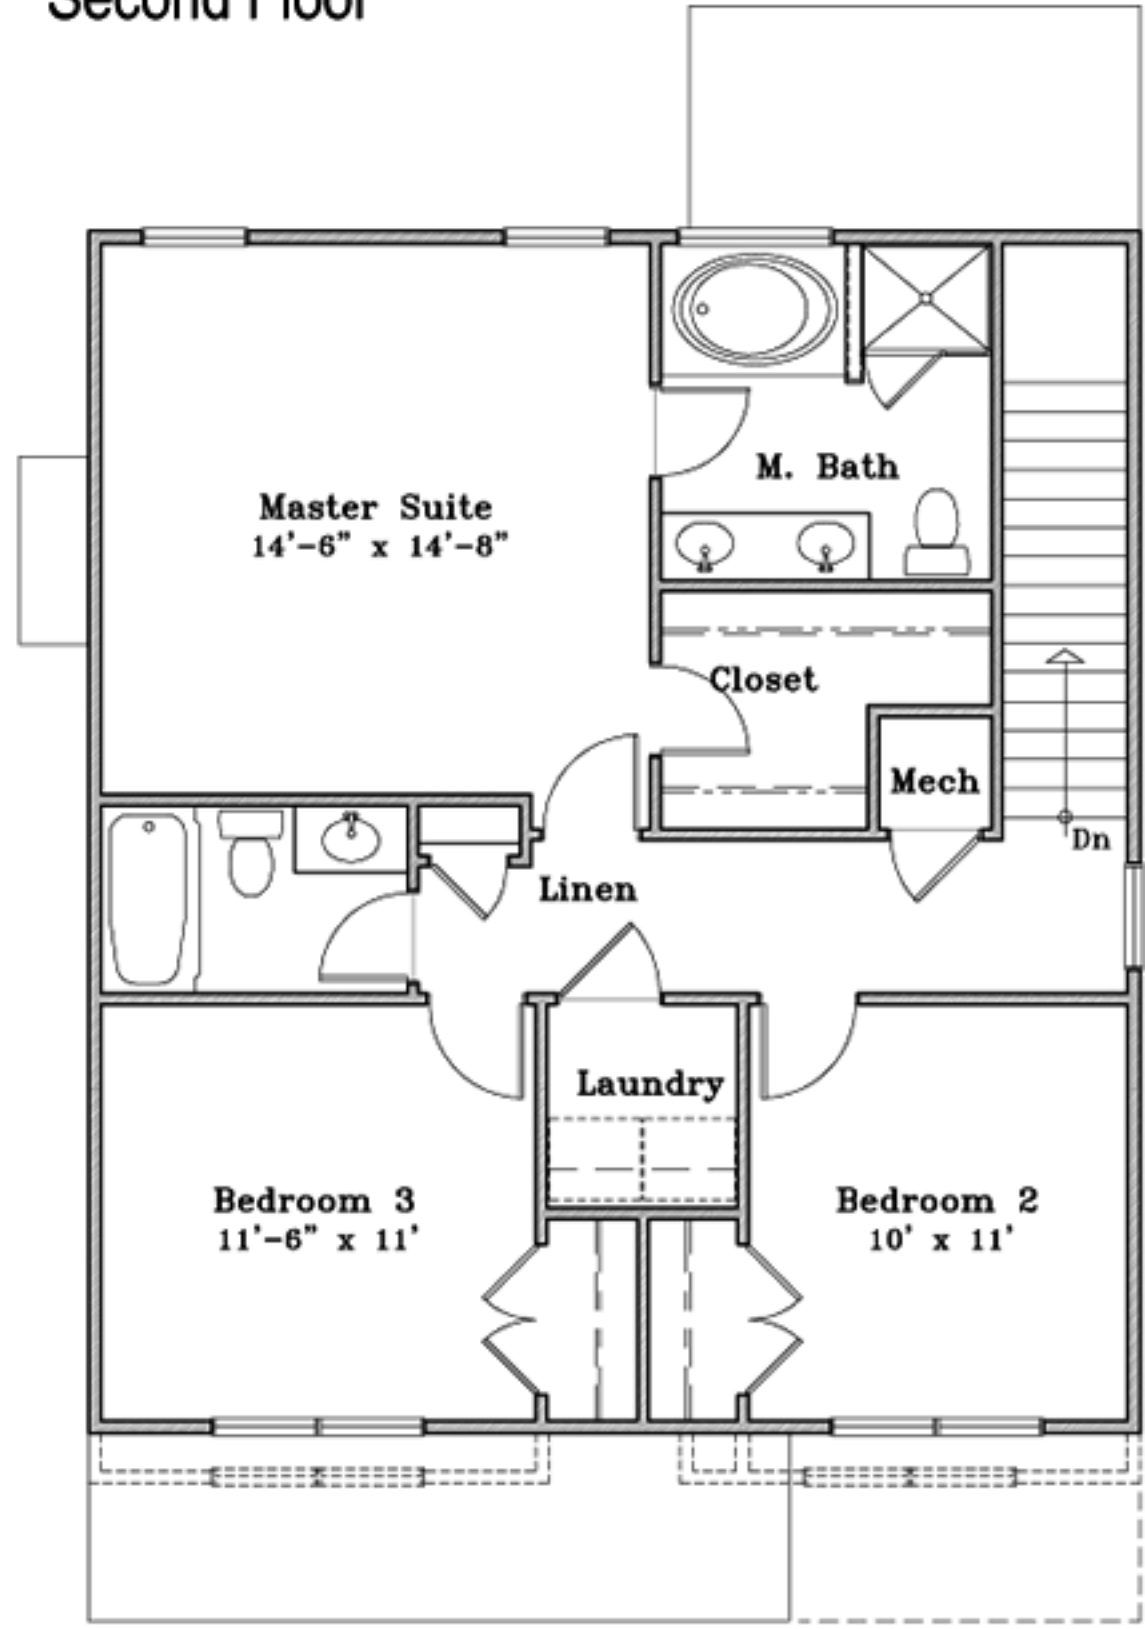 Second Floor
M. Bath
Master Suite
14'-6" x 14'-8"
Closet
Mech
Dn
Linen
Laundry
Bedroom 3
11'-6" x 11'
Bedroom 2
10' x 11'